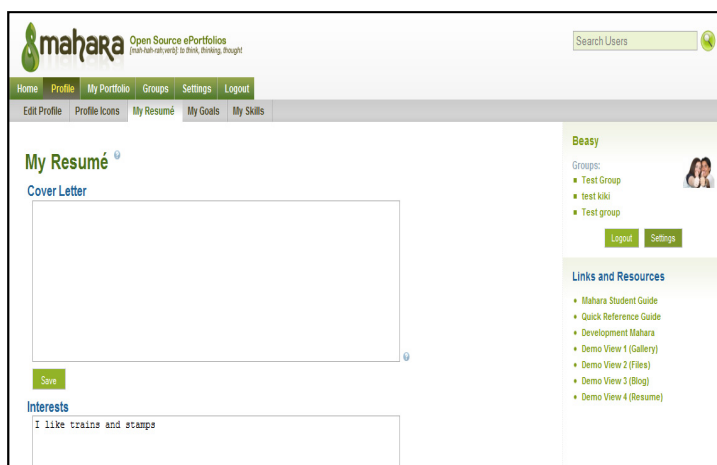 mahara Open Source ePortfolios
[mah-hah-rah;verb]: to think, thinking, thought
Search Users
Home Profile My Portfolio Groups Settings Logout
Edit Profile Profile Icons My Resumé My Goals My Skills
My Resumé
Cover Letter
Save
Interests
I like trains and stamps
Beasy
Groups:
Test Group
test kiki
Test group
Logout Settings
Links and Resources
Mahara Student Guide
Quick Reference Guide
Development Mahara
Demo View 1 (Gallery)
Demo View 2 (Files)
Demo View 3 (Blog)
Demo View 4 (Resume)